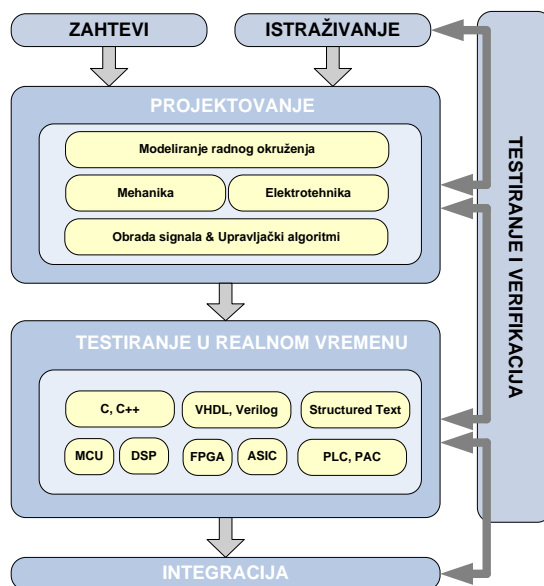 ZAHTEVI
ISTRAŽIVANJE
PROJEKTOVANJE
Modeliranje radnog okruženja
Mehanika
Elektrotehnika
Obrada signala & Upravljački algoritmi
TESTIRANJE U REALNOM VREMENU
C, C++
VHDL, Verilog
Structured Text
MCU
DSP
FPGA
ASIC
PLC, PAC
INTEGRACIJA
TESTIRANJE I VERIFIKACIJA